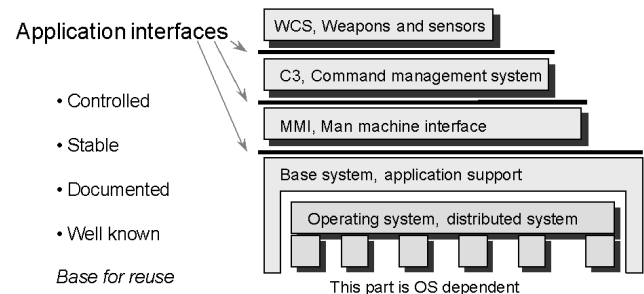 Application interfaces
• Controlled
• Stable
• Documented
• Well known
Base for reuse
WCS, Weapons and sensors
C3, Command management system
MMI, Man machine interface
Base system, application support
Operating system, distributed system
This part is OS dependent